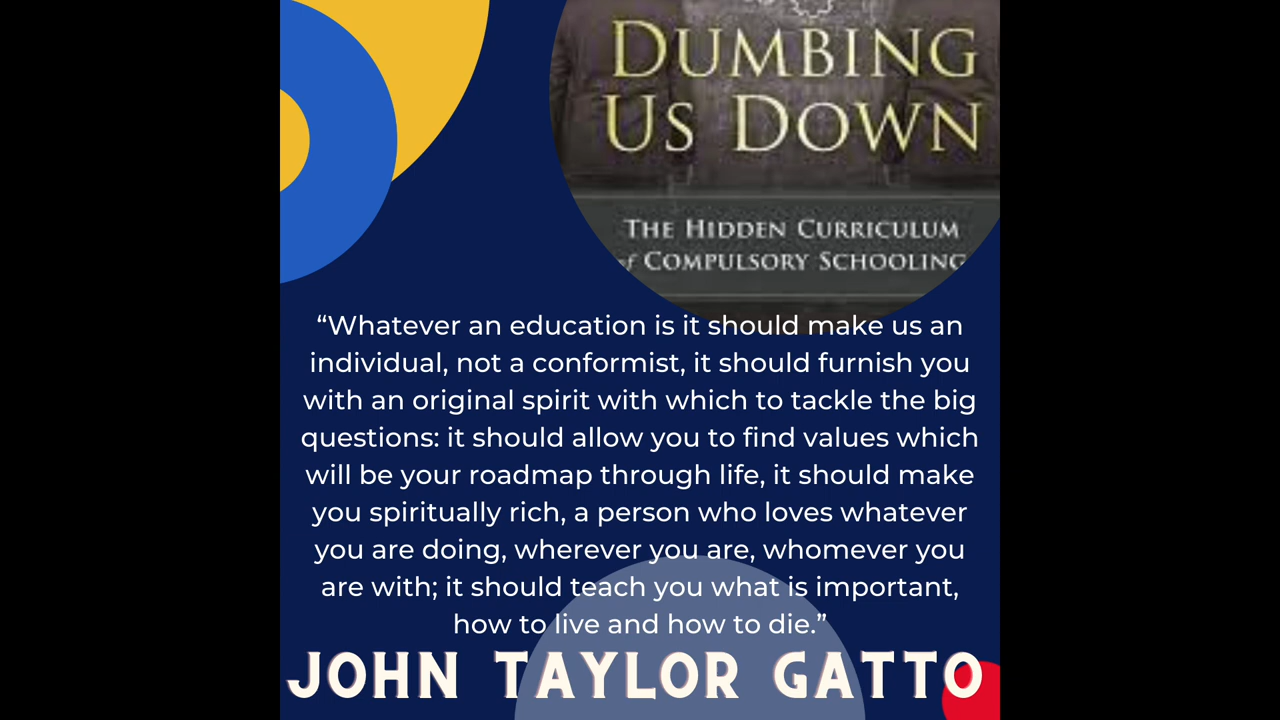 DUMBING
US DOWN
THE HIDDEN CURRICULUM
of COMPULSORY SCHOOLING
“Whatever an education is it should make us an
individual, not a conformist, it should furnish you
with an original spirit with which to tackle the big
questions: it should allow you to find values which
will be your roadmap through life, it should make
you spiritually rich, a person who loves whatever
you are doing, wherever you are, whomever you
are with; it should teach you what is important,
how to live and how to die.”
JOHN TAYLOR GATTO